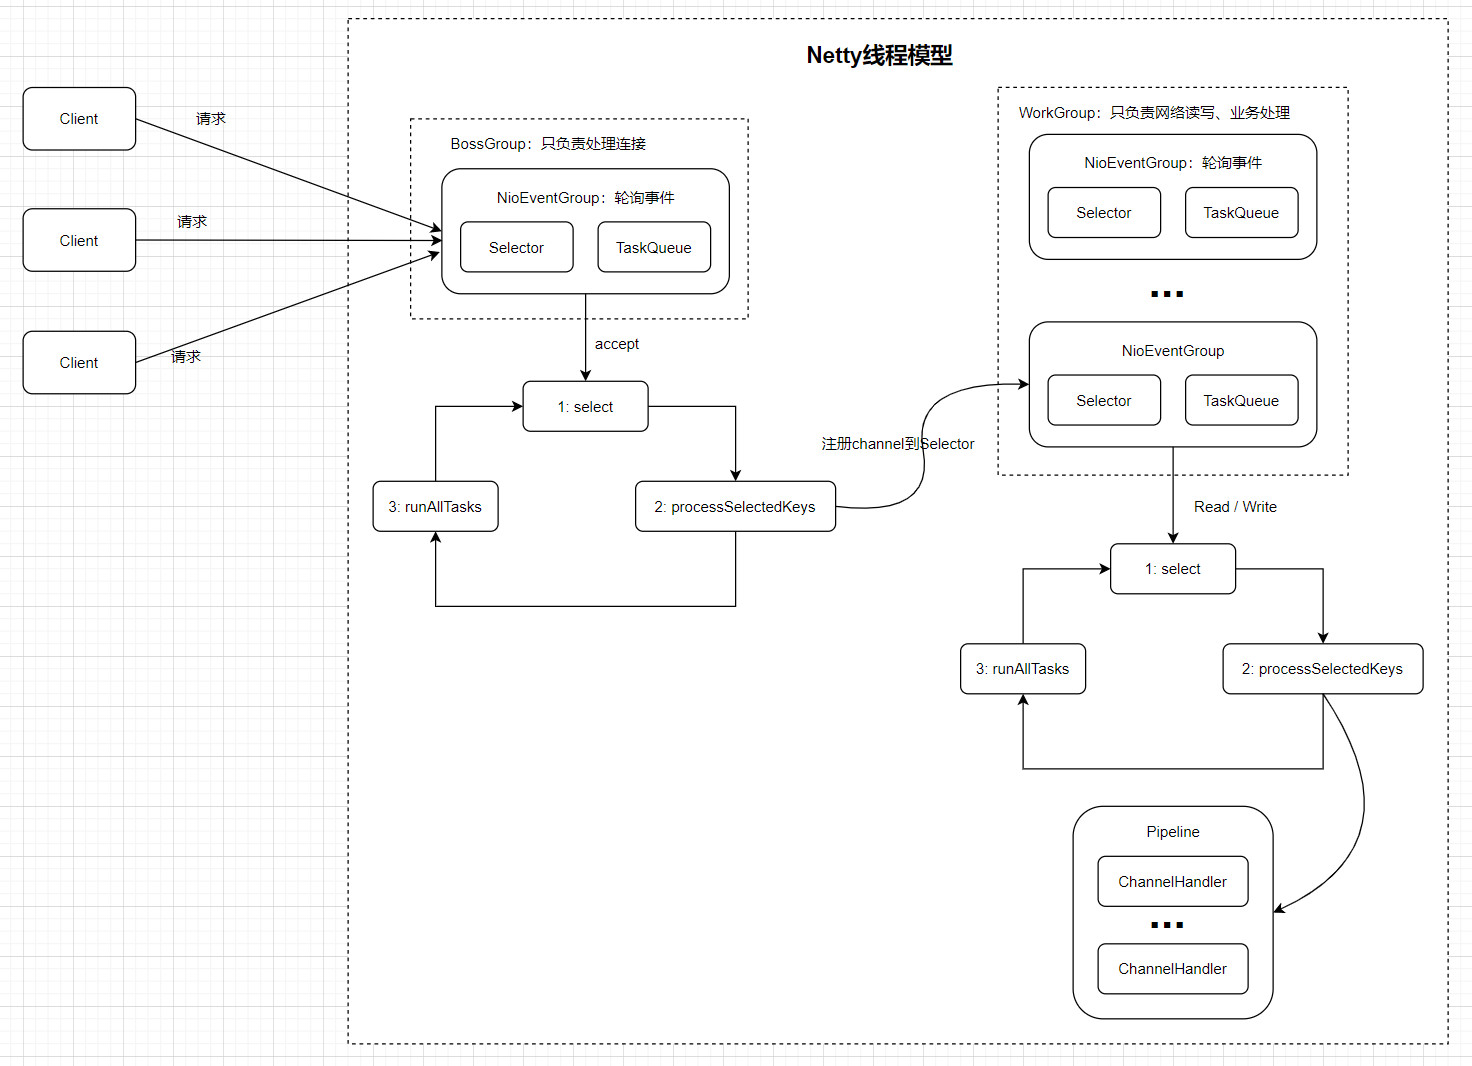 Netty线程模型
Client
请求
Client
请求
Client
请求
BossGroup：只负责处理连接
NioEventGroup：轮询事件
Selector
TaskQueue
accept
1: select
2: processSelectedKeys
3: runAllTasks
注册channel到Selector
WorkGroup：只负责网络读写、业务处理
NioEventGroup：轮询事件
Selector
TaskQueue
...
NioEventGroup
Selector
TaskQueue
Read / Write
1: select
2: processSelectedKeys
3: runAllTasks
Pipeline
ChannelHandler
...
ChannelHandler